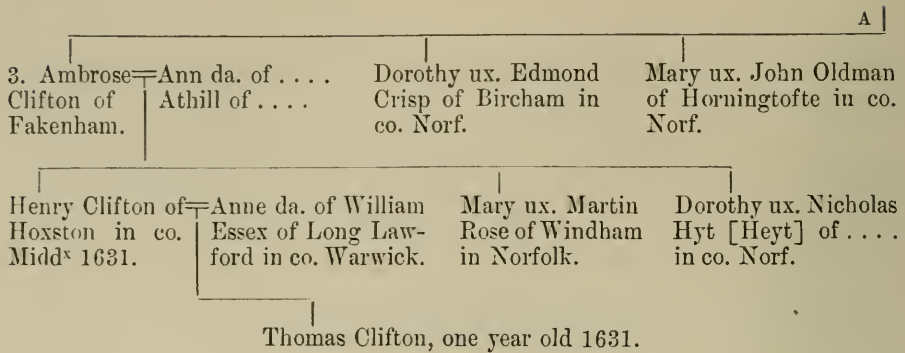 A
3. Ambrose Clifton of Fakenham.
Ann da. of . . . . Athill of . . . .
Dorothy ux. Edmond Crisp of Bircham in co. Norf.
Mary ux. John Oldman of Horningtofte in co. Norf.
Henry Clifton of Hoxston in co. Middˣ 1631.
Anne da. of William Essex of Long Lawford in co. Warwick.
Mary ux. Martin Rose of Windham in Norfolk.
Dorothy ux. Nicholas Hyt [Heyt] of . . . . in co. Norf.
Thomas Clifton, one year old 1631.